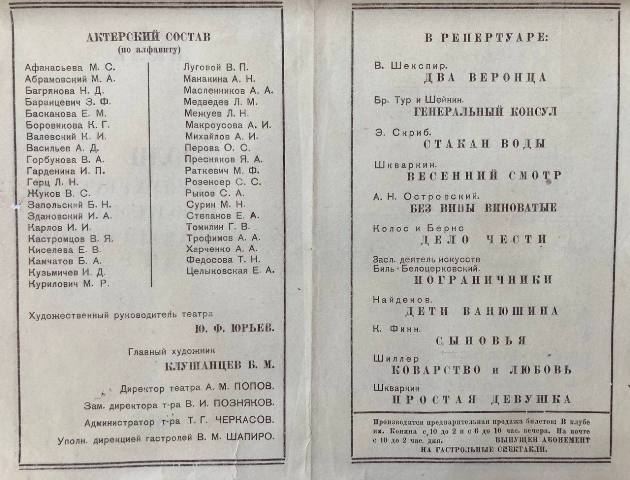 АКТЕРСКИЙ СОСТАВ
(по алфавиту)
Афанасьева М. С.
Абрамовский М. А.
Багрянова Н. Д.
Баранцевич З. Ф.
Басканова Е. М.
Боровикова К. Г.
Валевский К. И.
Васильев А. Д.
Горбунова В. А.
Гарденина И. П.
Герц Л. Н.
Жуков В. С.
Запольский Б. Н.
Здановский И. А.
Карлов И. И.
Кастромцов В. Я.
Киселева Е. В.
Камчатов Б. А.
Кузьмичев И. Д.
Курилович М. Р.
Луговой В. П.
Манакина А. Н.
Масленников А. А.
Медведев Л. М.
Межуев Л. Н.
Макроусова А. И.
Михайлов А. И.
Перова О. С.
Пресняков Я. А.
Раткевич М. Ф.
Розенсер С. С.
Рыков С. А.
Сурин М. Н.
Степанов Е. А.
Томилин Г. В.
Трофимов А. А.
Харченко А. А.
Федосова Т. Н.
Целыковская Е. А.
Художественный руководитель театра
Ю. Ф. ЮРЬЕВ.
Главный художник
КЛУШАНЦЕВ Б. М.
Директор театра А. М. ПОПОВ.
Зам. директора т-ра В. И. ПОЗНЯКОВ.
Администратор т-ра Т. Г. ЧЕРКАСОВ.
Уполн. дирекцией гастролей В. М. ШАПИРО.
В РЕПЕРТУАРЕ:
В. Шекспир.
ДВА ВЕРОНЦА
Бр. Тур и Шейнин.
ГЕНЕРАЛЬНЫЙ КОНСУЛ
Э. Скриб.
СТАКАН ВОДЫ
Шкваркин.
ВЕСЕННИЙ СМОТР
А. Н. Островский.
БЕЗ ВИНЫ ВИНОВАТЫЕ
Колос и Бернс
ДЕЛО ЧЕСТИ
Засл. деятель искусств
Биль-Белоцерковский.
ПОГРАНИЧНИКИ
Найденов.
ДЕТИ ВАНЮШИНА
К. Финн.
СЫНОВЬЯ
Шиллер
КОВАРСТВО и ЛЮБОВЬ
Шкваркин
ПРОСТАЯ ДЕВУШКА
Производится предварительная продажа билетов: В клубе
им. Конина с 10 до 2 и с 6 до 10 час. вечера. На почте
с 10 до 2 час. дня. ВЫПУЩЕН АБОНЕМЕНТ
НА ГАСТРОЛЬНЫЕ СПЕКТАКЛИ.